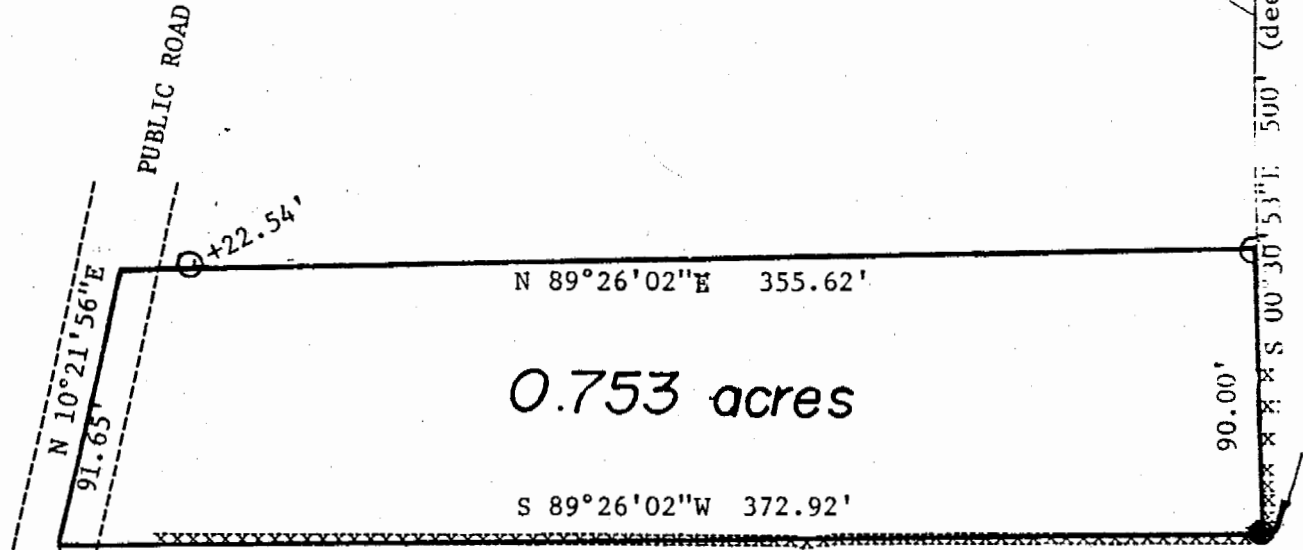 PUBLIC ROAD
+22.54'
N 10°21'56"E
91.65'
N 89°26'02"E 355.62'
0.753 acres
S 89°26'02"W 372.92'
90.00'
S 00°30'53"E 500' (dee